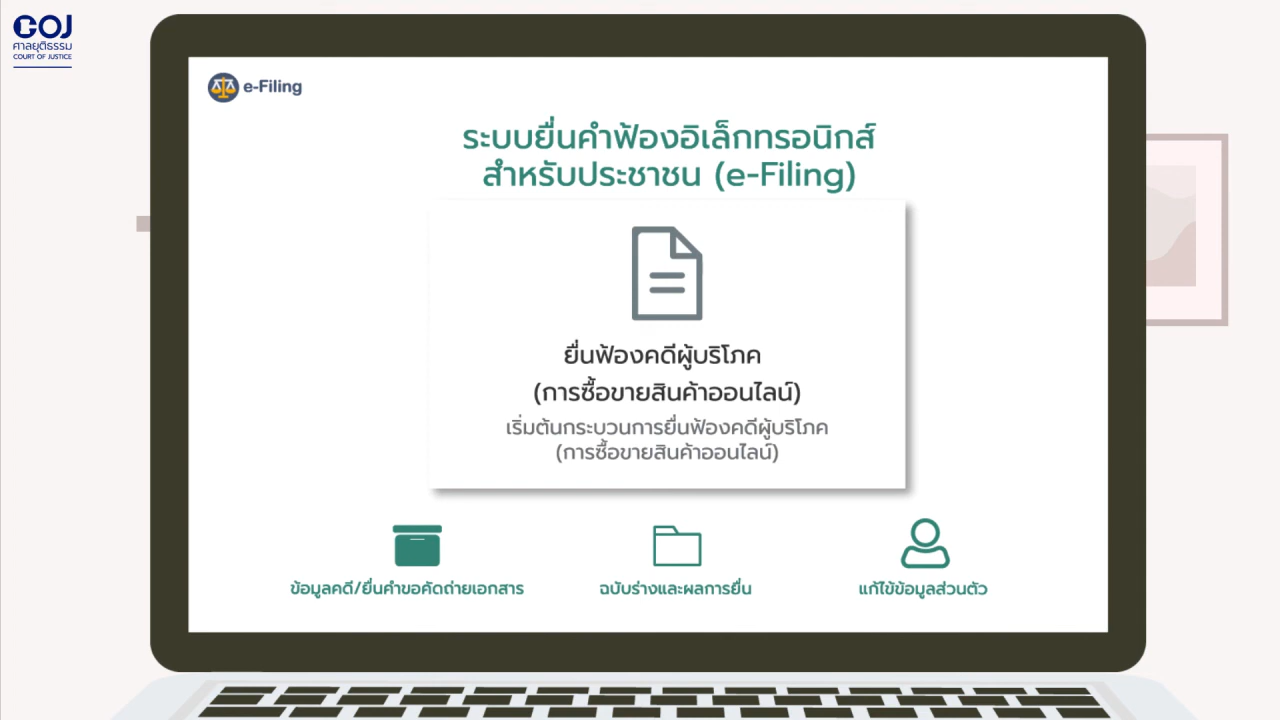 COJ
ศาลยุติธรรม
COURT OF JUSTICE
e-Filing
ระบบยื่นคำฟ้องอิเล็กทรอนิกส์
สำหรับประชาชน (e-Filing)
ยื่นฟ้องคดีผู้บริโภค
(การซื้อขายสินค้าออนไลน์)
เริ่มต้นกระบวนการยื่นฟ้องคดีผู้บริโภค
(การซื้อขายสินค้าออนไลน์)
ข้อมูลคดี/ยื่นคำขอคัดถ่ายเอกสาร
ฉบับร่างและผลการยื่น
แก้ไข้ข้อมูลส่วนตัว